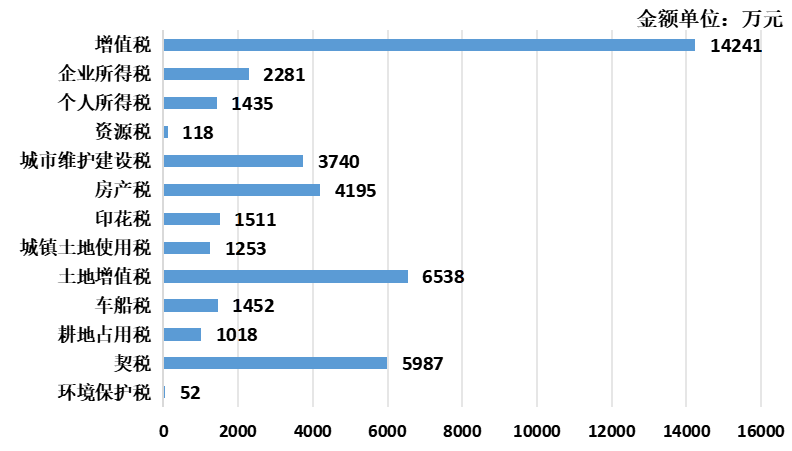 金额单位：万元
增值税 14241
企业所得税 2281
个人所得税 1435
资源税 118
城市维护建设税 3740
房产税 4195
印花税 1511
城镇土地使用税 1253
土地增值税 6538
车船税 1452
耕地占用税 1018
契税 5987
环境保护税 52
0 2000 4000 6000 8000 10000 12000 14000 16000